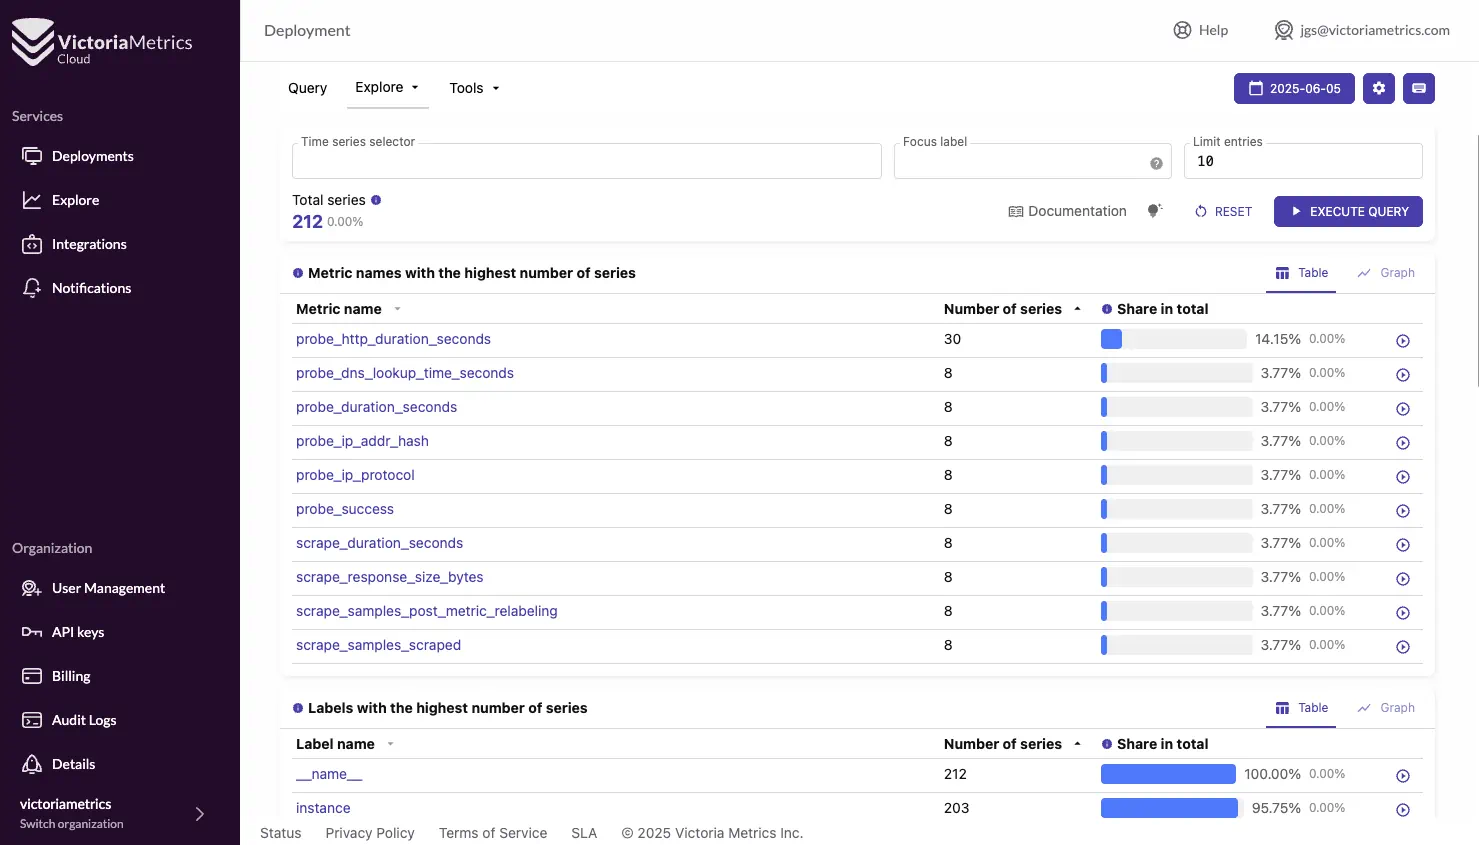 VictoriaMetrics
Cloud
Services
Deployments
Explore
Integrations
Notifications
Organization
User Management
API keys
Billing
Audit Logs
Details
victoriametrics
Switch organization
Deployment
Help
jgs@victoriametrics.com
Query Explore Tools
2025-06-05
Time series selector
Focus label
Limit entries
10
Total series
212 0.00%
Documentation
RESET
EXECUTE QUERY
Metric names with the highest number of series
Table Graph
Metric name Number of series Share in total
probe_http_duration_seconds 30 14.15% 0.00%
probe_dns_lookup_time_seconds 8 3.77% 0.00%
probe_duration_seconds 8 3.77% 0.00%
probe_ip_addr_hash 8 3.77% 0.00%
probe_ip_protocol 8 3.77% 0.00%
probe_success 8 3.77% 0.00%
scrape_duration_seconds 8 3.77% 0.00%
scrape_response_size_bytes 8 3.77% 0.00%
scrape_samples_post_metric_relabeling 8 3.77% 0.00%
scrape_samples_scraped 8 3.77% 0.00%
Labels with the highest number of series
Table Graph
Label name Number of series Share in total
__name__ 212 100.00% 0.00%
instance 203 95.75% 0.00%
Status Privacy Policy Terms of Service SLA © 2025 Victoria Metrics Inc.